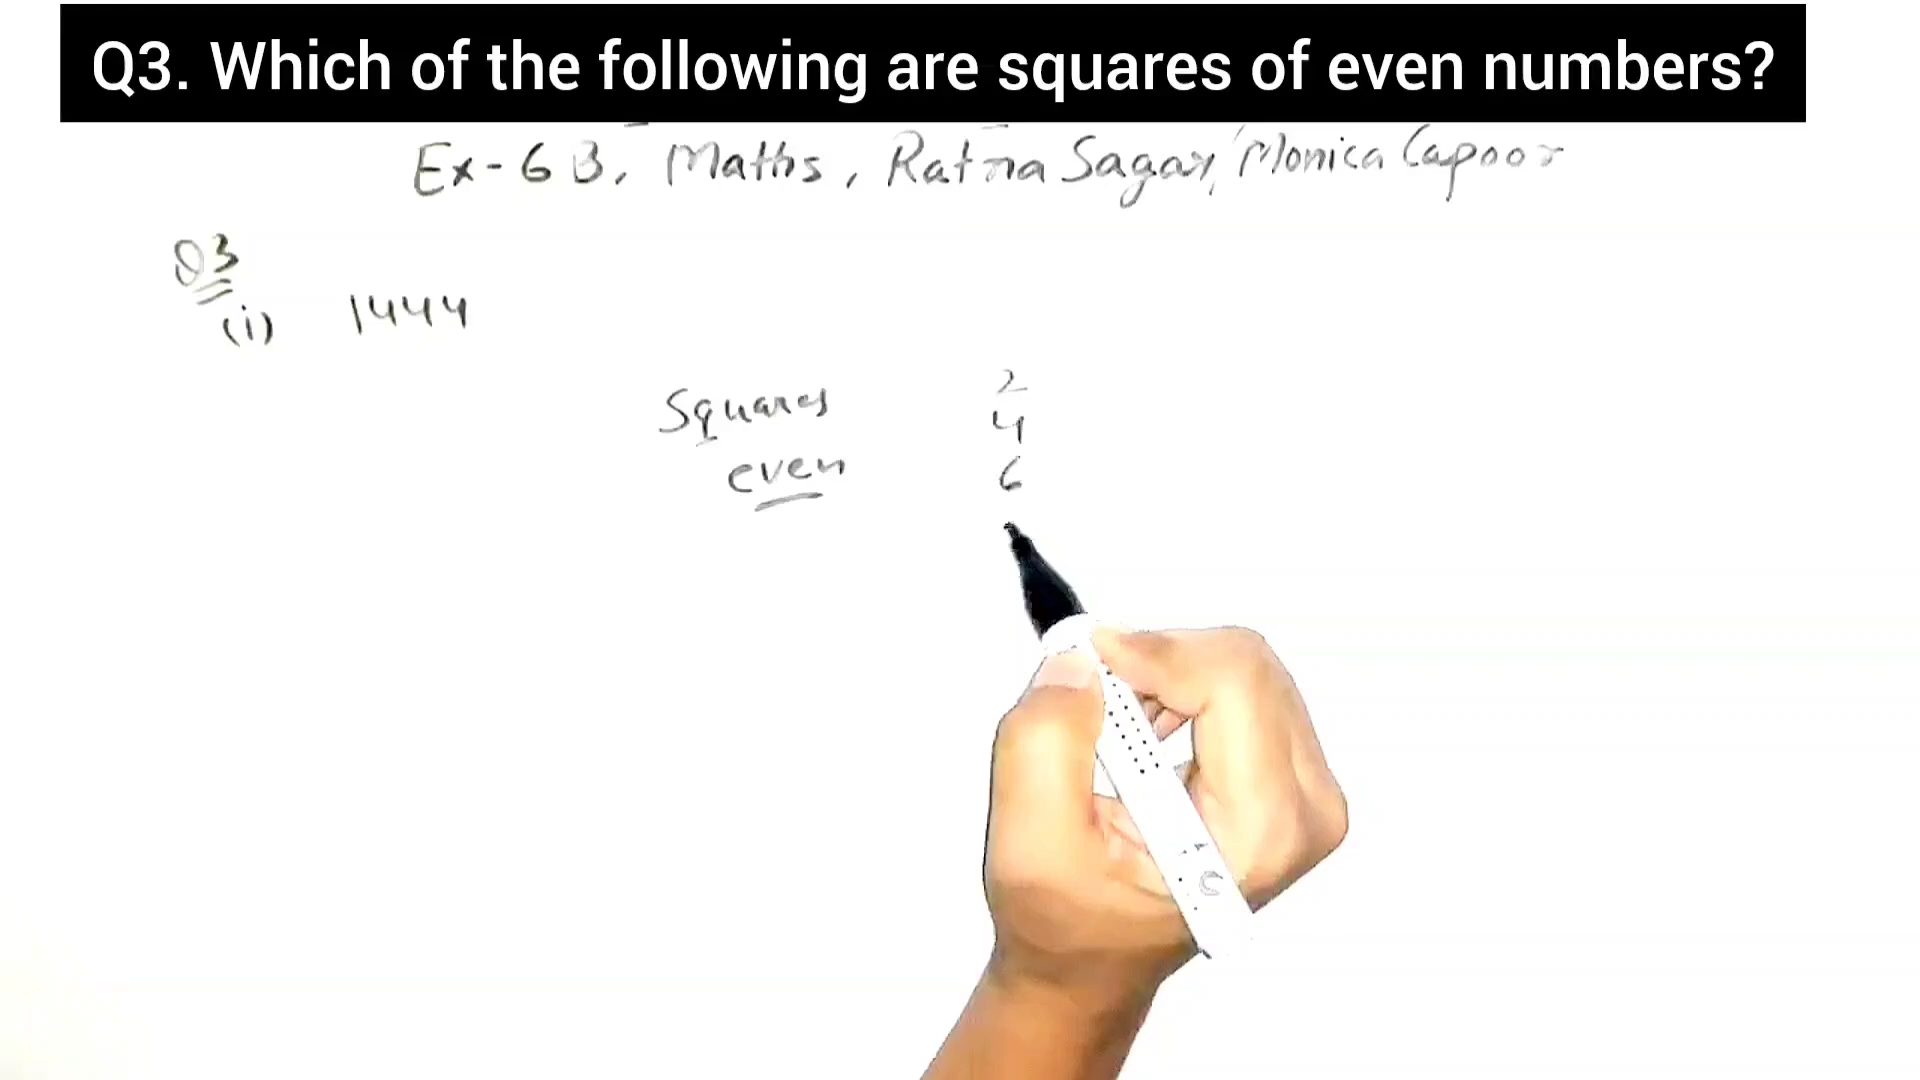 Q3. Which of the following are squares of even numbers?
Ex-6B, Maths, Ratna Sagar, Monica Capoor
Q3
(i) 1444
Squares 2
4
even 6